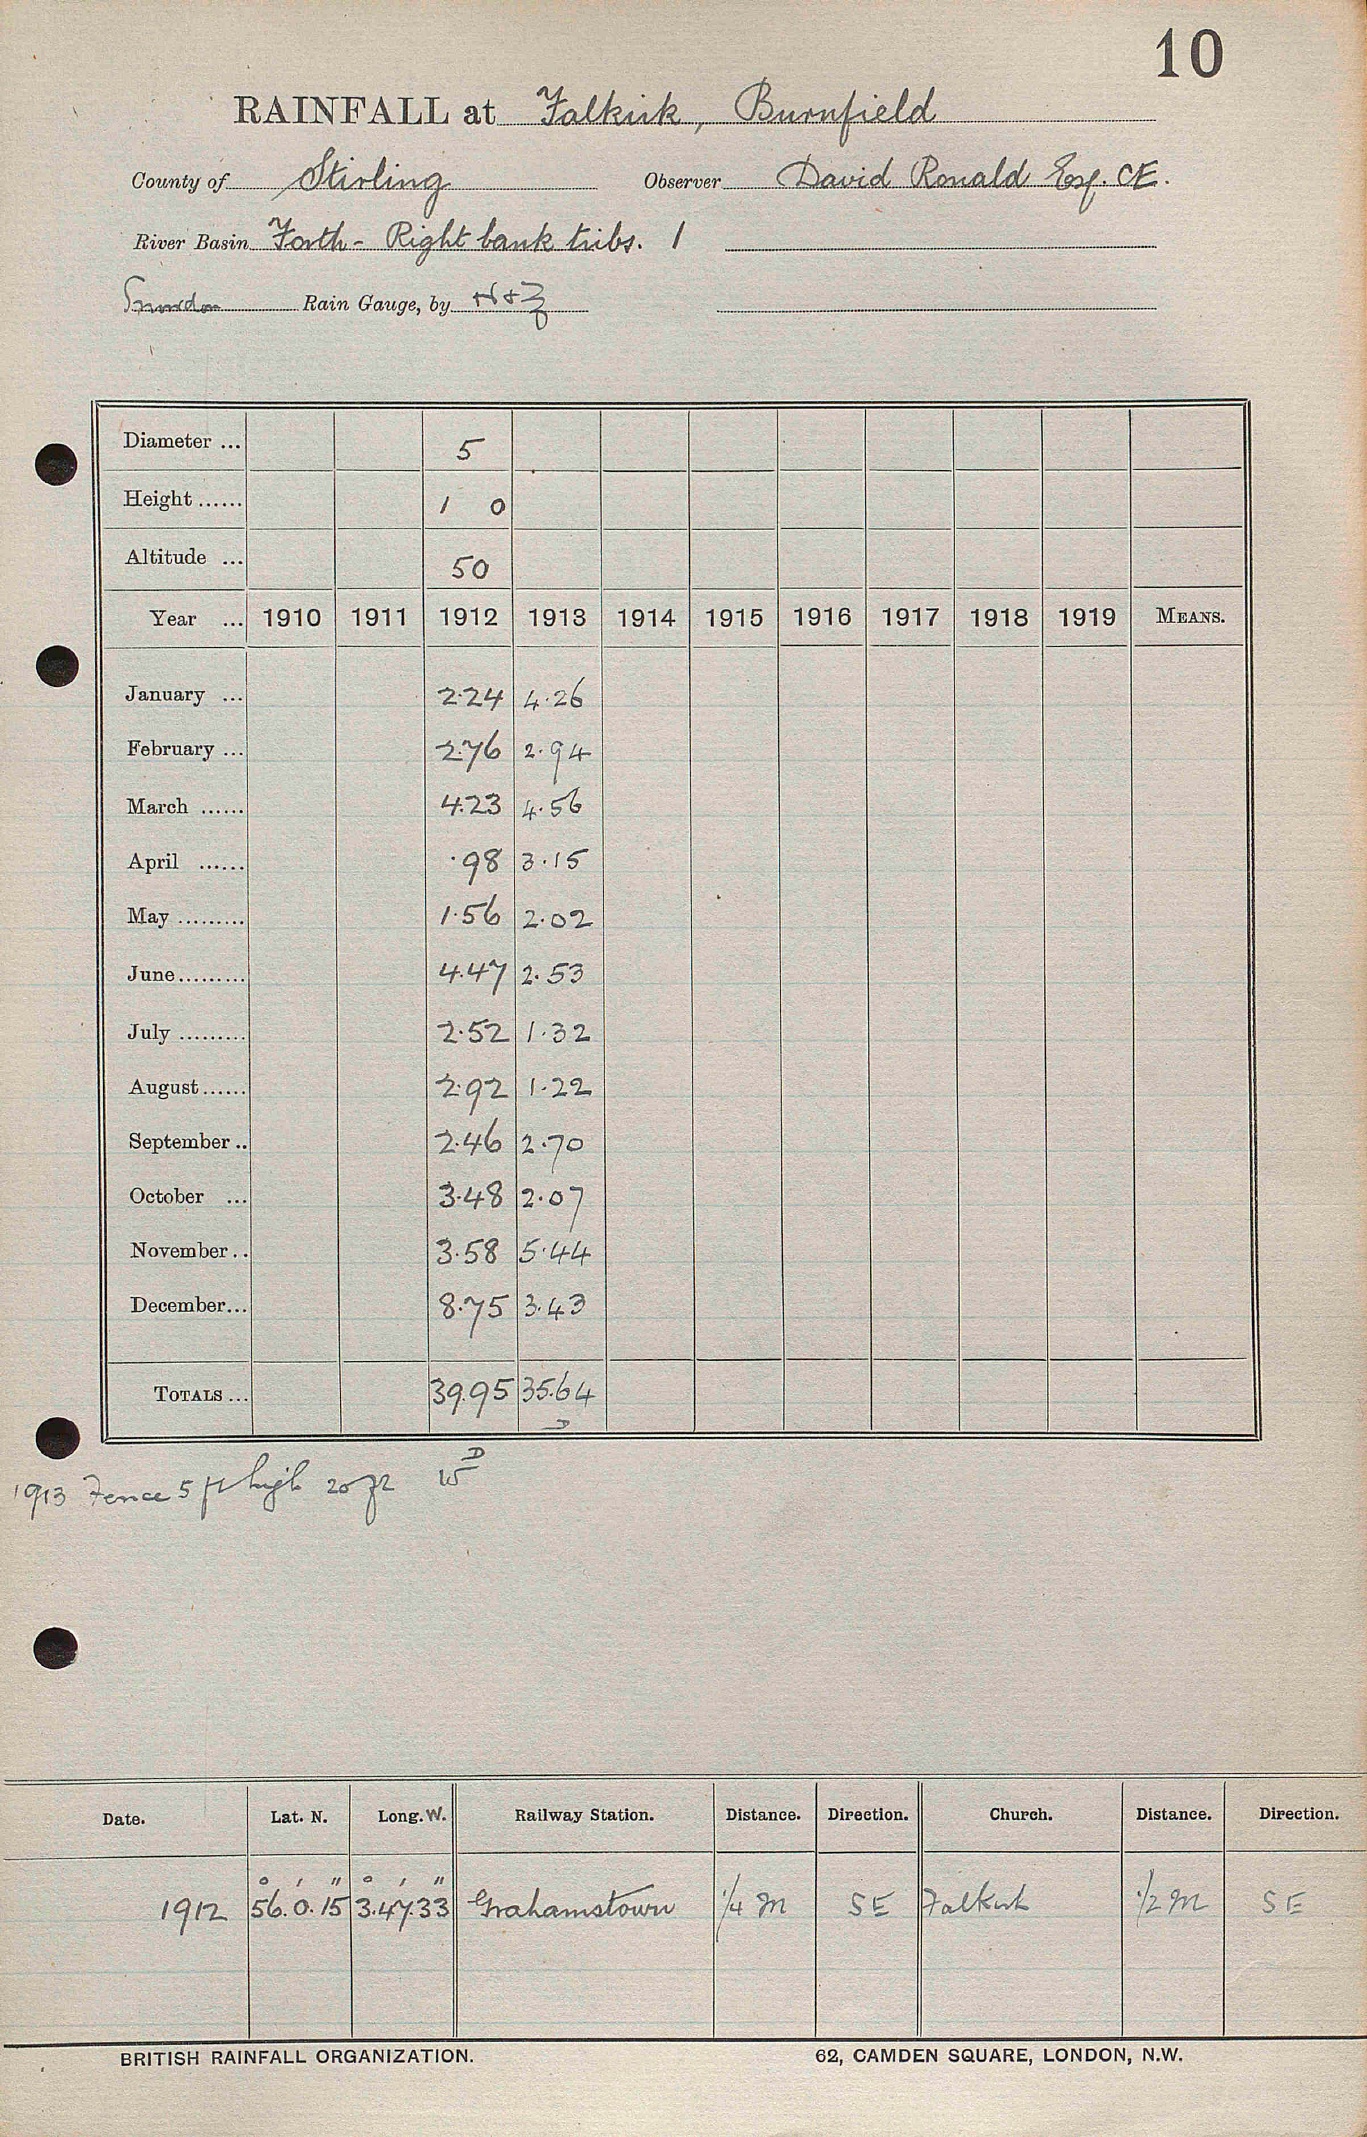 10
RAINFALL at Falkirk, Burnfield
County of Stirling Observer David Ronald Esq. CE.
River Basin Forth - Right bank tribs. 1
Snowdon Rain Gauge, by H+Z
Diameter ... 5
Height ...... 1 0
Altitude ... 50
Year ... 1910 1911 1912 1913 1914 1915 1916 1917 1918 1919 MEANS.
January ... 2.24 4.26
February ... 2.76 2.94
March ...... 4.23 4.56
April ...... .98 3.15
May ......... 1.56 2.02
June......... 4.47 2.53
July ......... 2.52 1.32
August...... 2.92 1.22
September .. 2.46 2.70
October ... 3.48 2.07
November .. 3.58 5.44
December... 8.75 3.43
TOTALS ... 39.95 35.64
D
1913 Fence 5 ft high 20 ft D
Date. Lat. N. Long. W. Railway Station. Distance. Direction. Church. Distance. Direction.
° ' " ° ' "
1912 56. 0. 15 3.47.33 Grahamstown 1/4 M SE Falkirk 1/2 M SE
BRITISH RAINFALL ORGANIZATION. 62, CAMDEN SQUARE, LONDON, N.W.